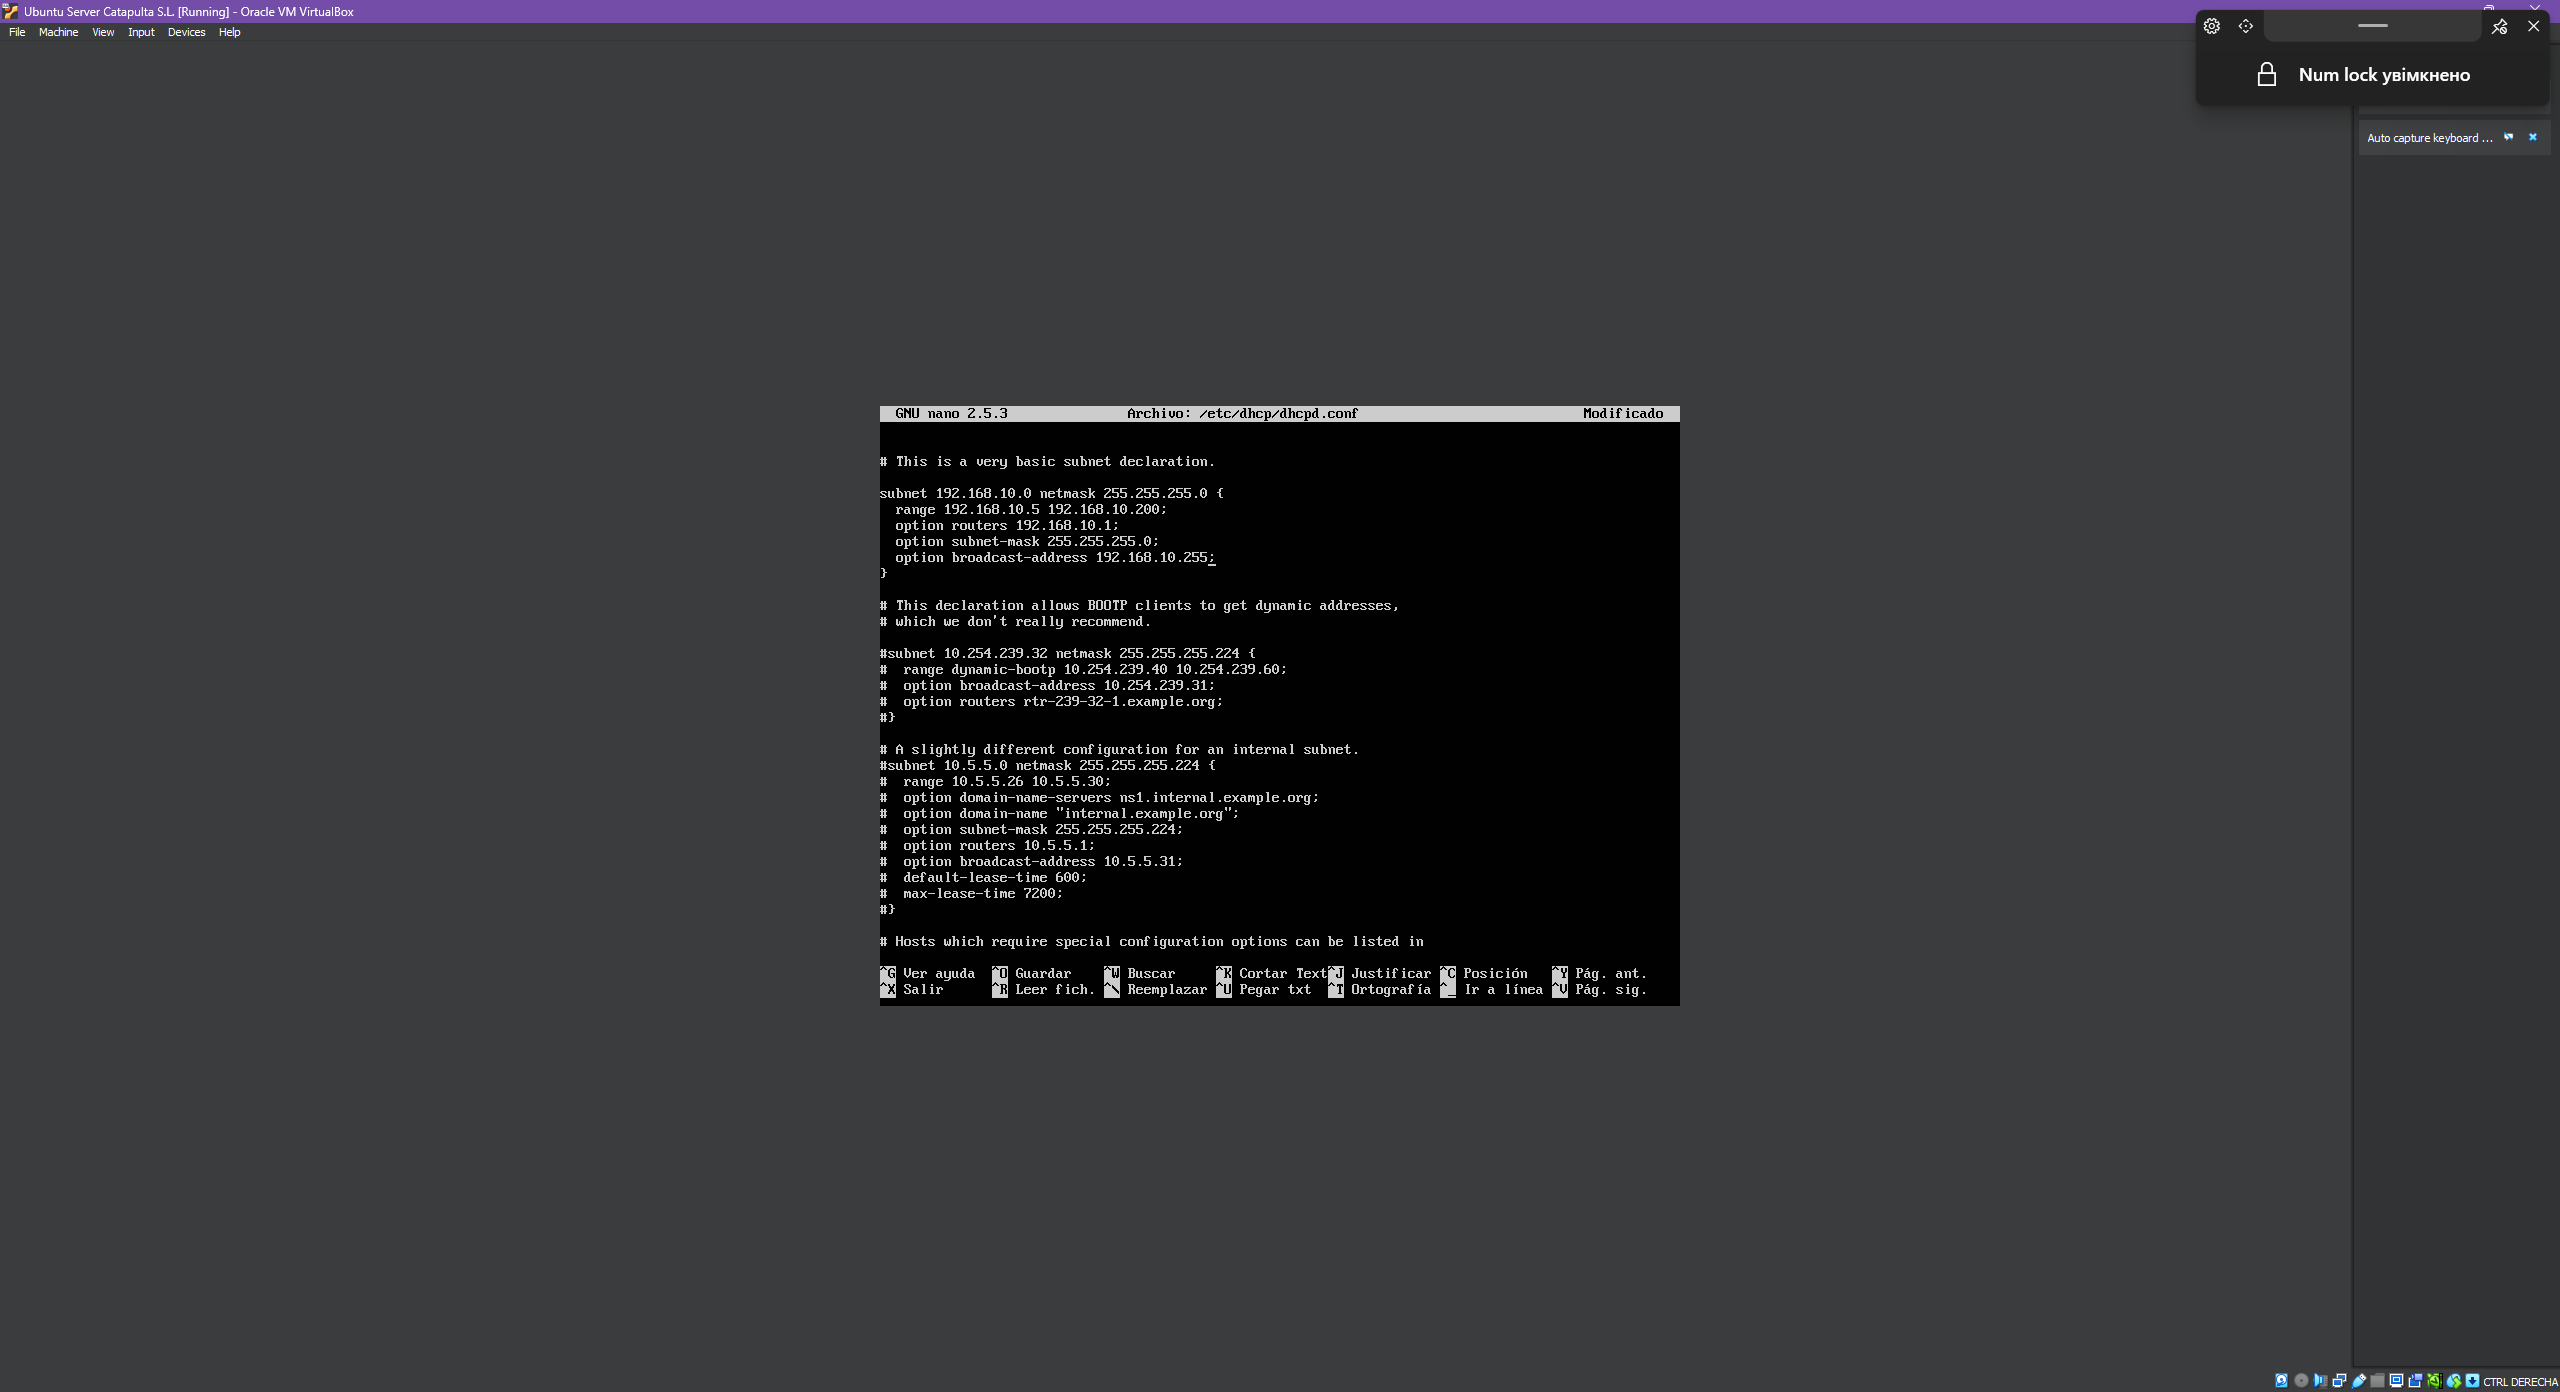 Ubuntu Server Catapulta S.L. [Running] - Oracle VM VirtualBox
File Machine View Input Devices Help
Num lock увімкнено
Auto capture keyboard ...
GNU nano 2.5.3 Archivo: /etc/dhcp/dhcpd.conf Modificado
# This is a very basic subnet declaration.
subnet 192.168.10.0 netmask 255.255.255.0 {
range 192.168.10.5 192.168.10.200;
option routers 192.168.10.1;
option subnet-mask 255.255.255.0;
option broadcast-address 192.168.10.255;
}
# This declaration allows BOOTP clients to get dynamic addresses,
# which we don't really recommend.
#subnet 10.254.239.32 netmask 255.255.255.224 {
#  range dynamic-bootp 10.254.239.40 10.254.239.60;
#  option broadcast-address 10.254.239.31;
#  option routers rtr-239-32-1.example.org;
#}
# A slightly different configuration for an internal subnet.
#subnet 10.5.5.0 netmask 255.255.255.224 {
#  range 10.5.5.26 10.5.5.30;
#  option domain-name-servers ns1.internal.example.org;
#  option domain-name "internal.example.org";
#  option subnet-mask 255.255.255.224;
#  option routers 10.5.5.1;
#  option broadcast-address 10.5.5.31;
#  default-lease-time 600;
#  max-lease-time 7200;
#}
# Hosts which require special configuration options can be listed in
^G Ver ayuda ^O Guardar ^W Buscar ^K Cortar Text ^J Justificar ^C Posición ^Y Pág. ant.
^X Salir ^R Leer fich. ^\ Reemplazar ^U Pegar txt ^T Ortografía ^_ Ir a línea ^V Pág. sig.
CTRL DERECHA